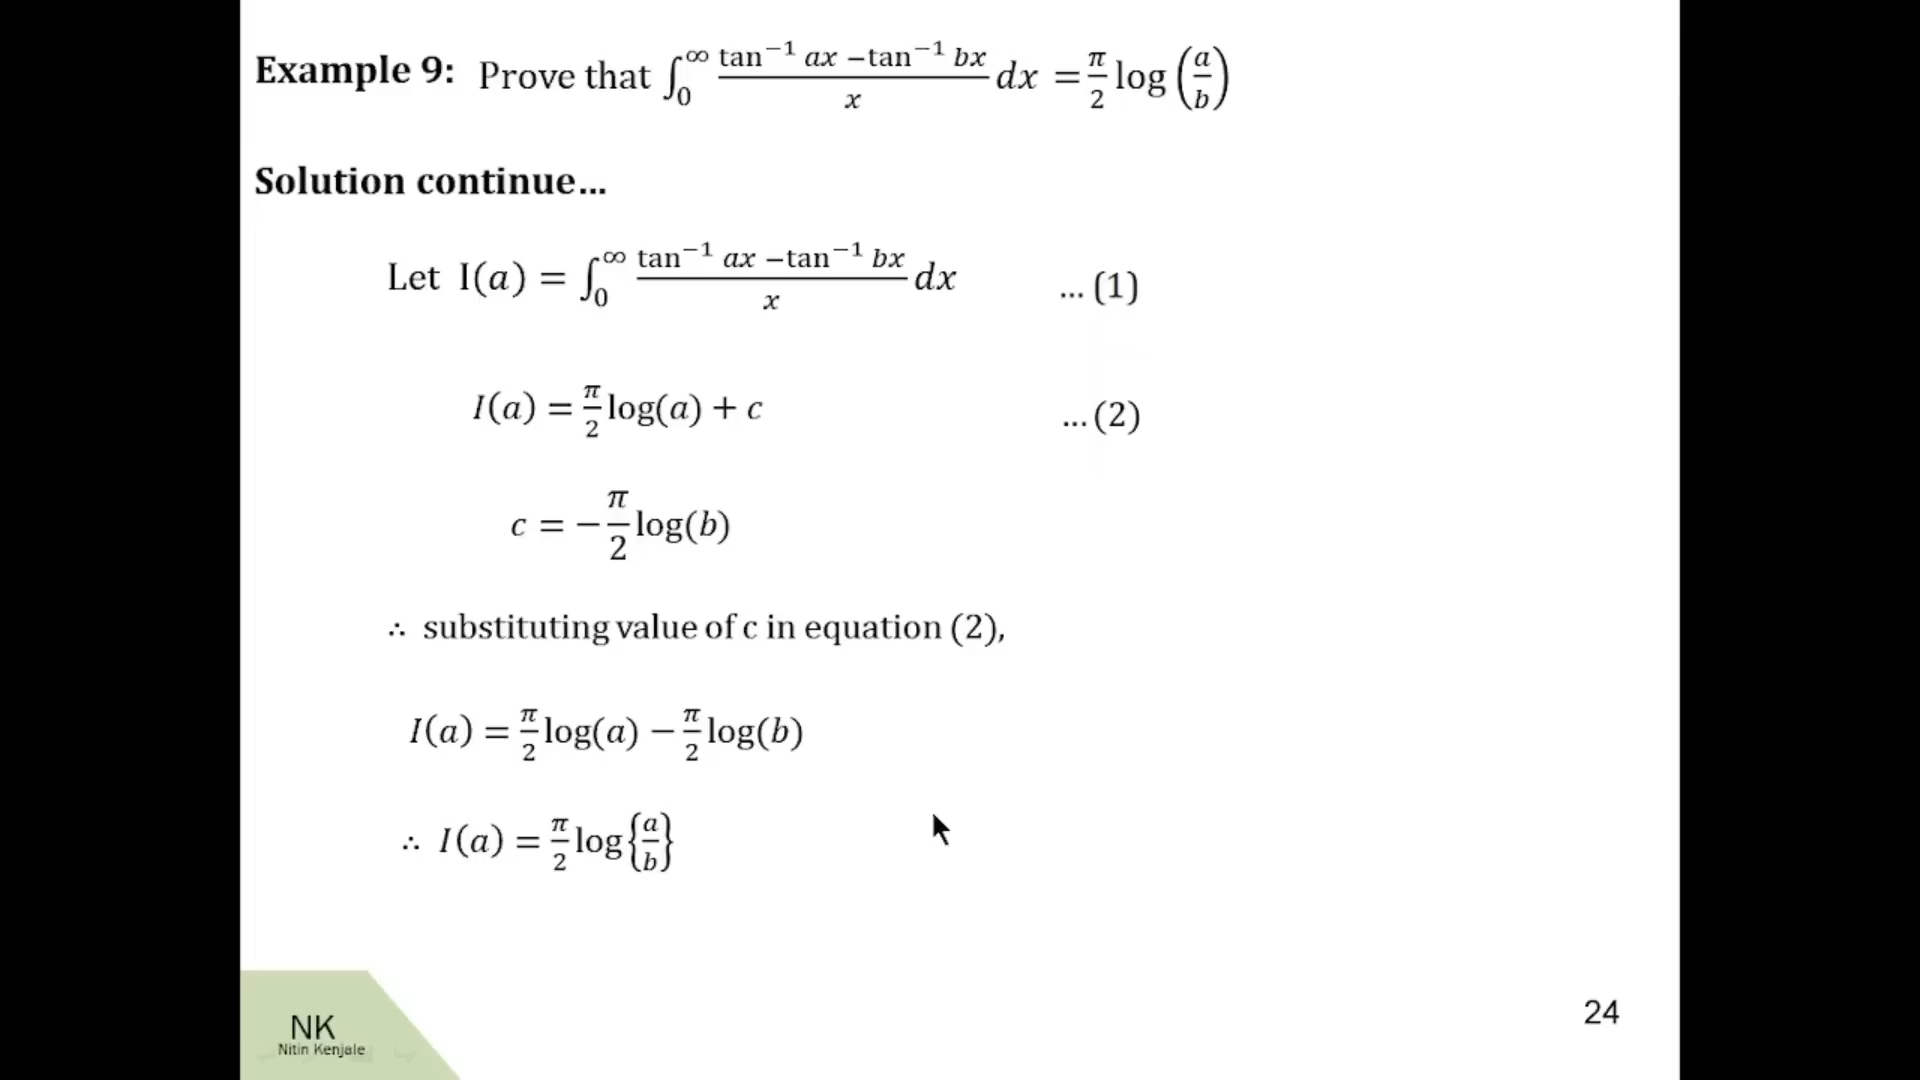 Example 9: Prove that ∫₀^∞ (tan⁻¹ ax − tan⁻¹ bx)/x dx = π/2 log (a/b)
Solution continue…
Let I(a) = ∫₀^∞ (tan⁻¹ ax − tan⁻¹ bx)/x dx … (1)
I(a) = π/2 log(a) + c … (2)
c = − π/2 log(b)
∴ substituting value of c in equation (2),
I(a) = π/2 log(a) − π/2 log(b)
∴ I(a) = π/2 log{a/b}
NK
Nitin Kenjale
24